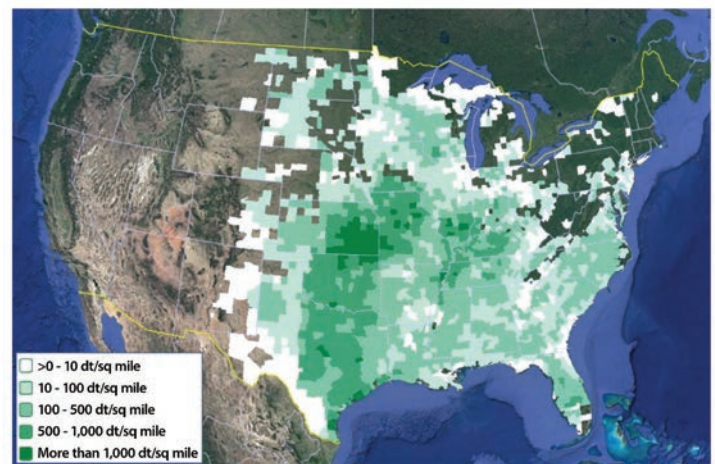 >0 - 10 dt/sq mile
10 - 100 dt/sq mile
100 - 500 dt/sq mile
500 - 1,000 dt/sq mile
More than 1,000 dt/sq mile